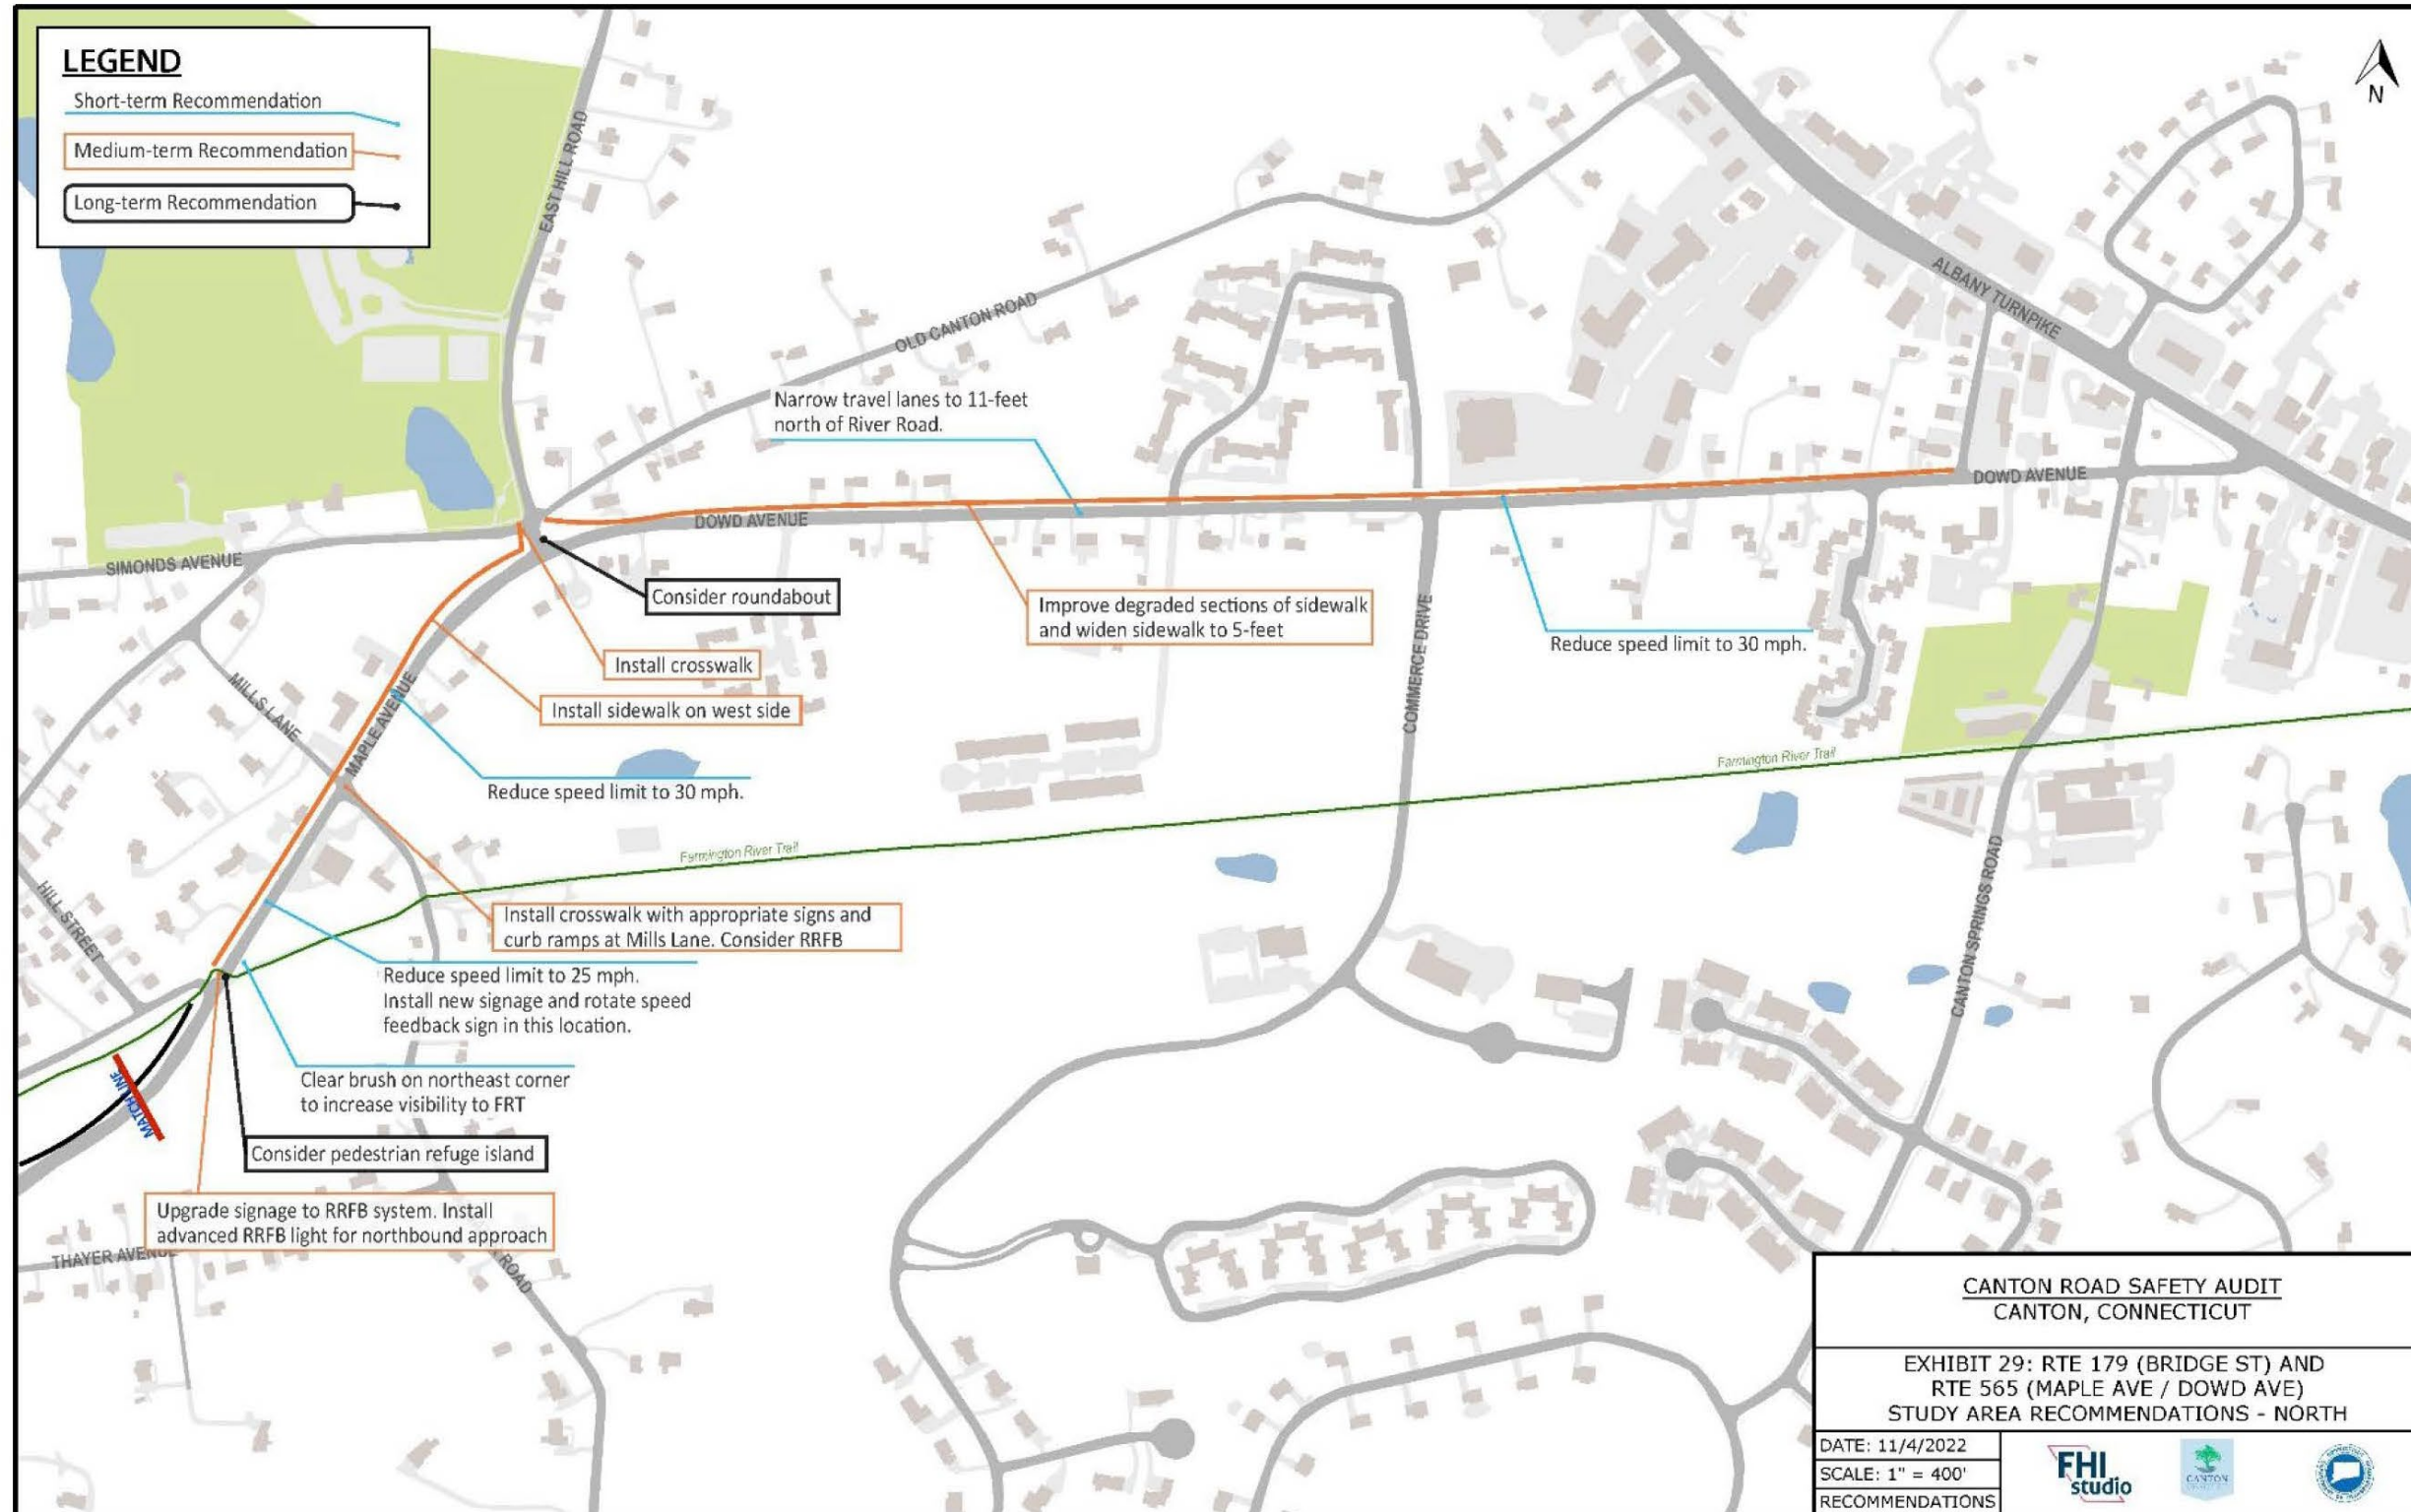 LEGEND
Short-term Recommendation
Medium-term Recommendation
Long-term Recommendation
N
EAST HILL ROAD
ALBANY TURNPIKE
OLD CANTON ROAD
Narrow travel lanes to 11-feet
north of River Road.
DOWD AVENUE
DOWD AVENUE
SIMONDS AVENUE
Consider roundabout
Improve degraded sections of sidewalk
and widen sidewalk to 5-feet
Reduce speed limit to 30 mph.
Install crosswalk
Install sidewalk on west side
MILLS LANE
MAPLE AVENUE
COMMERCE DRIVE
Reduce speed limit to 30 mph.
Farmington River Trail
Farmington River Trail
HILL STREET
Install crosswalk with appropriate signs and
curb ramps at Mills Lane. Consider RRFB
CANTON SPRINGS ROAD
Reduce speed limit to 25 mph.
Install new signage and rotate speed
feedback sign in this location.
Clear brush on northeast corner
to increase visibility to FRT
Consider pedestrian refuge island
Upgrade signage to RRFB system. Install
advanced RRFB light for northbound approach
THAYER AVENUE
ROAD
CANTON ROAD SAFETY AUDIT
CANTON, CONNECTICUT
EXHIBIT 29: RTE 179 (BRIDGE ST) AND
RTE 565 (MAPLE AVE / DOWD AVE)
STUDY AREA RECOMMENDATIONS - NORTH
DATE: 11/4/2022
SCALE: 1" = 400'
RECOMMENDATIONS
FHI
studio
CANTON